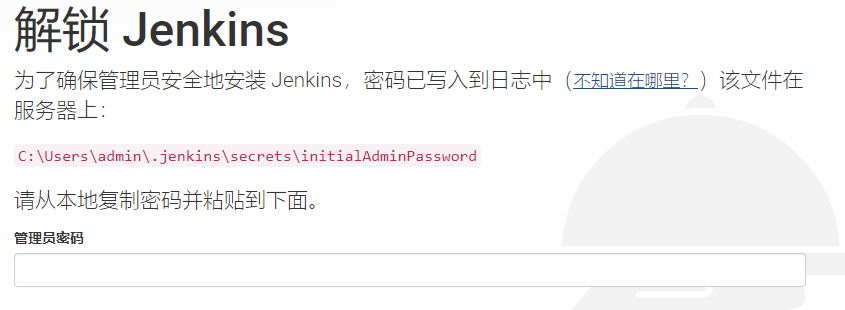 解锁 Jenkins
为了确保管理员安全地安装 Jenkins，密码已写入到日志中（不知道在哪里？）该文件在
服务器上：
C:\Users\admin\.jenkins\secrets\initialAdminPassword
请从本地复制密码并粘贴到下面。
管理员密码